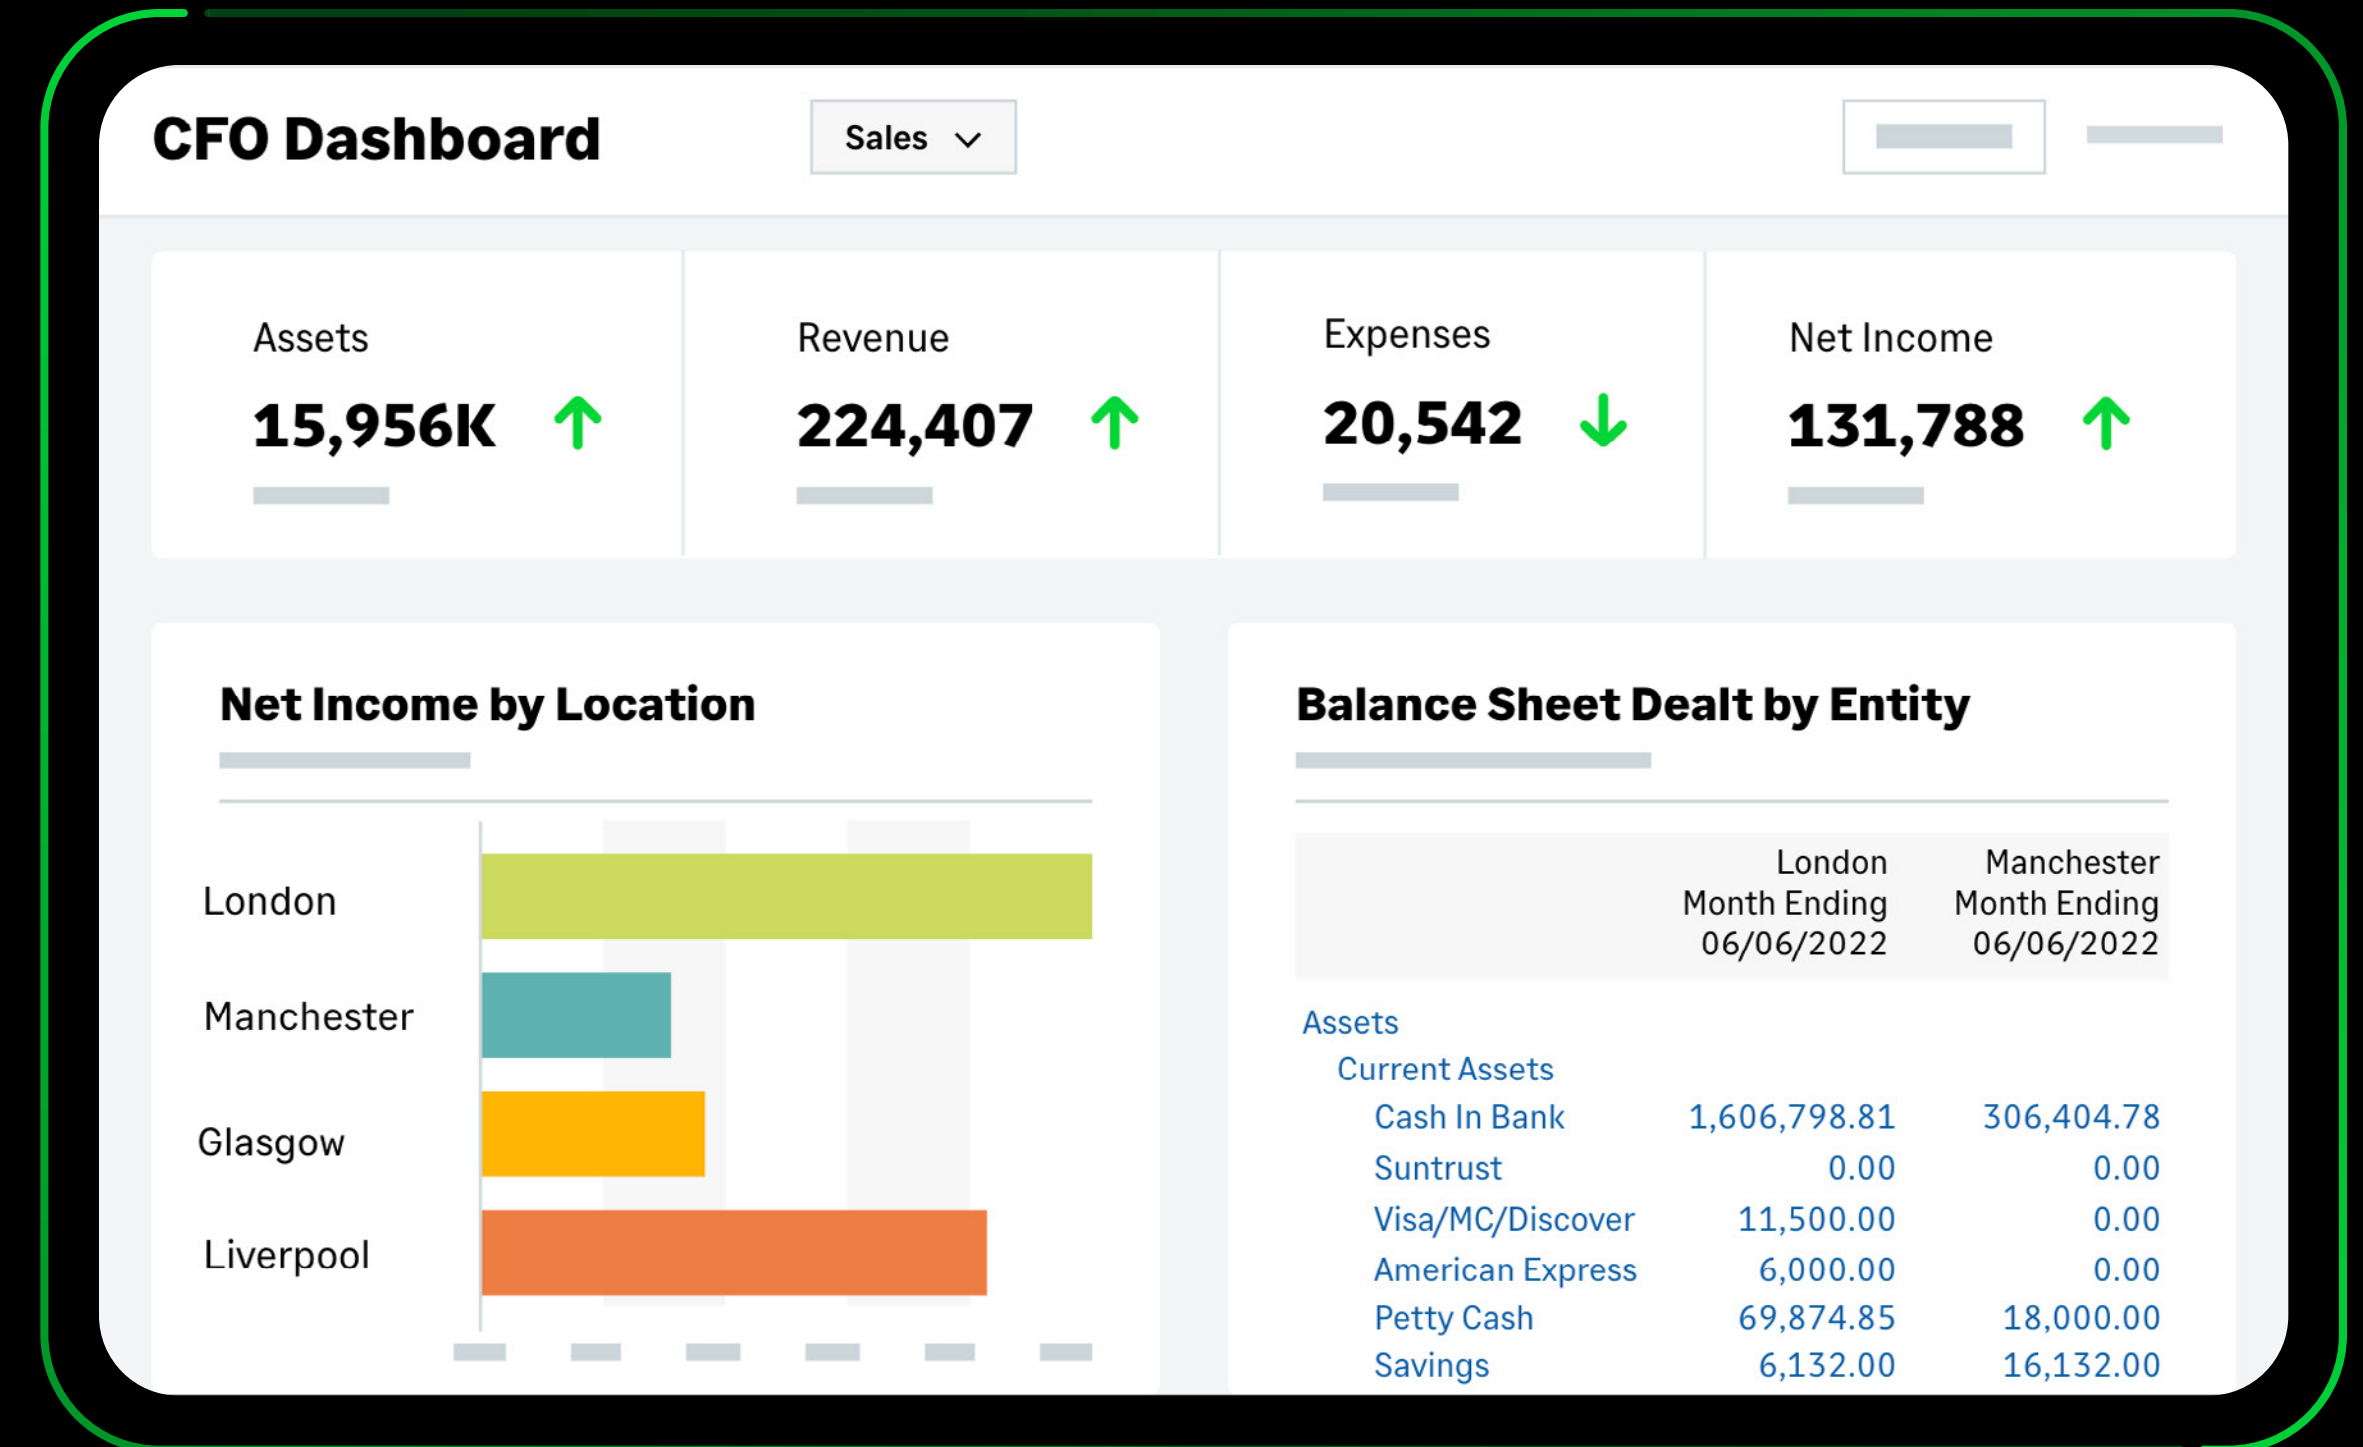 CFO Dashboard
Sales
Assets
15,956K
Revenue
224,407
Expenses
20,542
Net Income
131,788
Net Income by Location
London
Manchester
Glasgow
Liverpool
Balance Sheet Dealt by Entity
London Manchester
Month Ending Month Ending
06/06/2022 06/06/2022
Assets
Current Assets
Cash In Bank 1,606,798.81 306,404.78
Suntrust 0.00 0.00
Visa/MC/Discover 11,500.00 0.00
American Express 6,000.00 0.00
Petty Cash 69,874.85 18,000.00
Savings 6,132.00 16,132.00